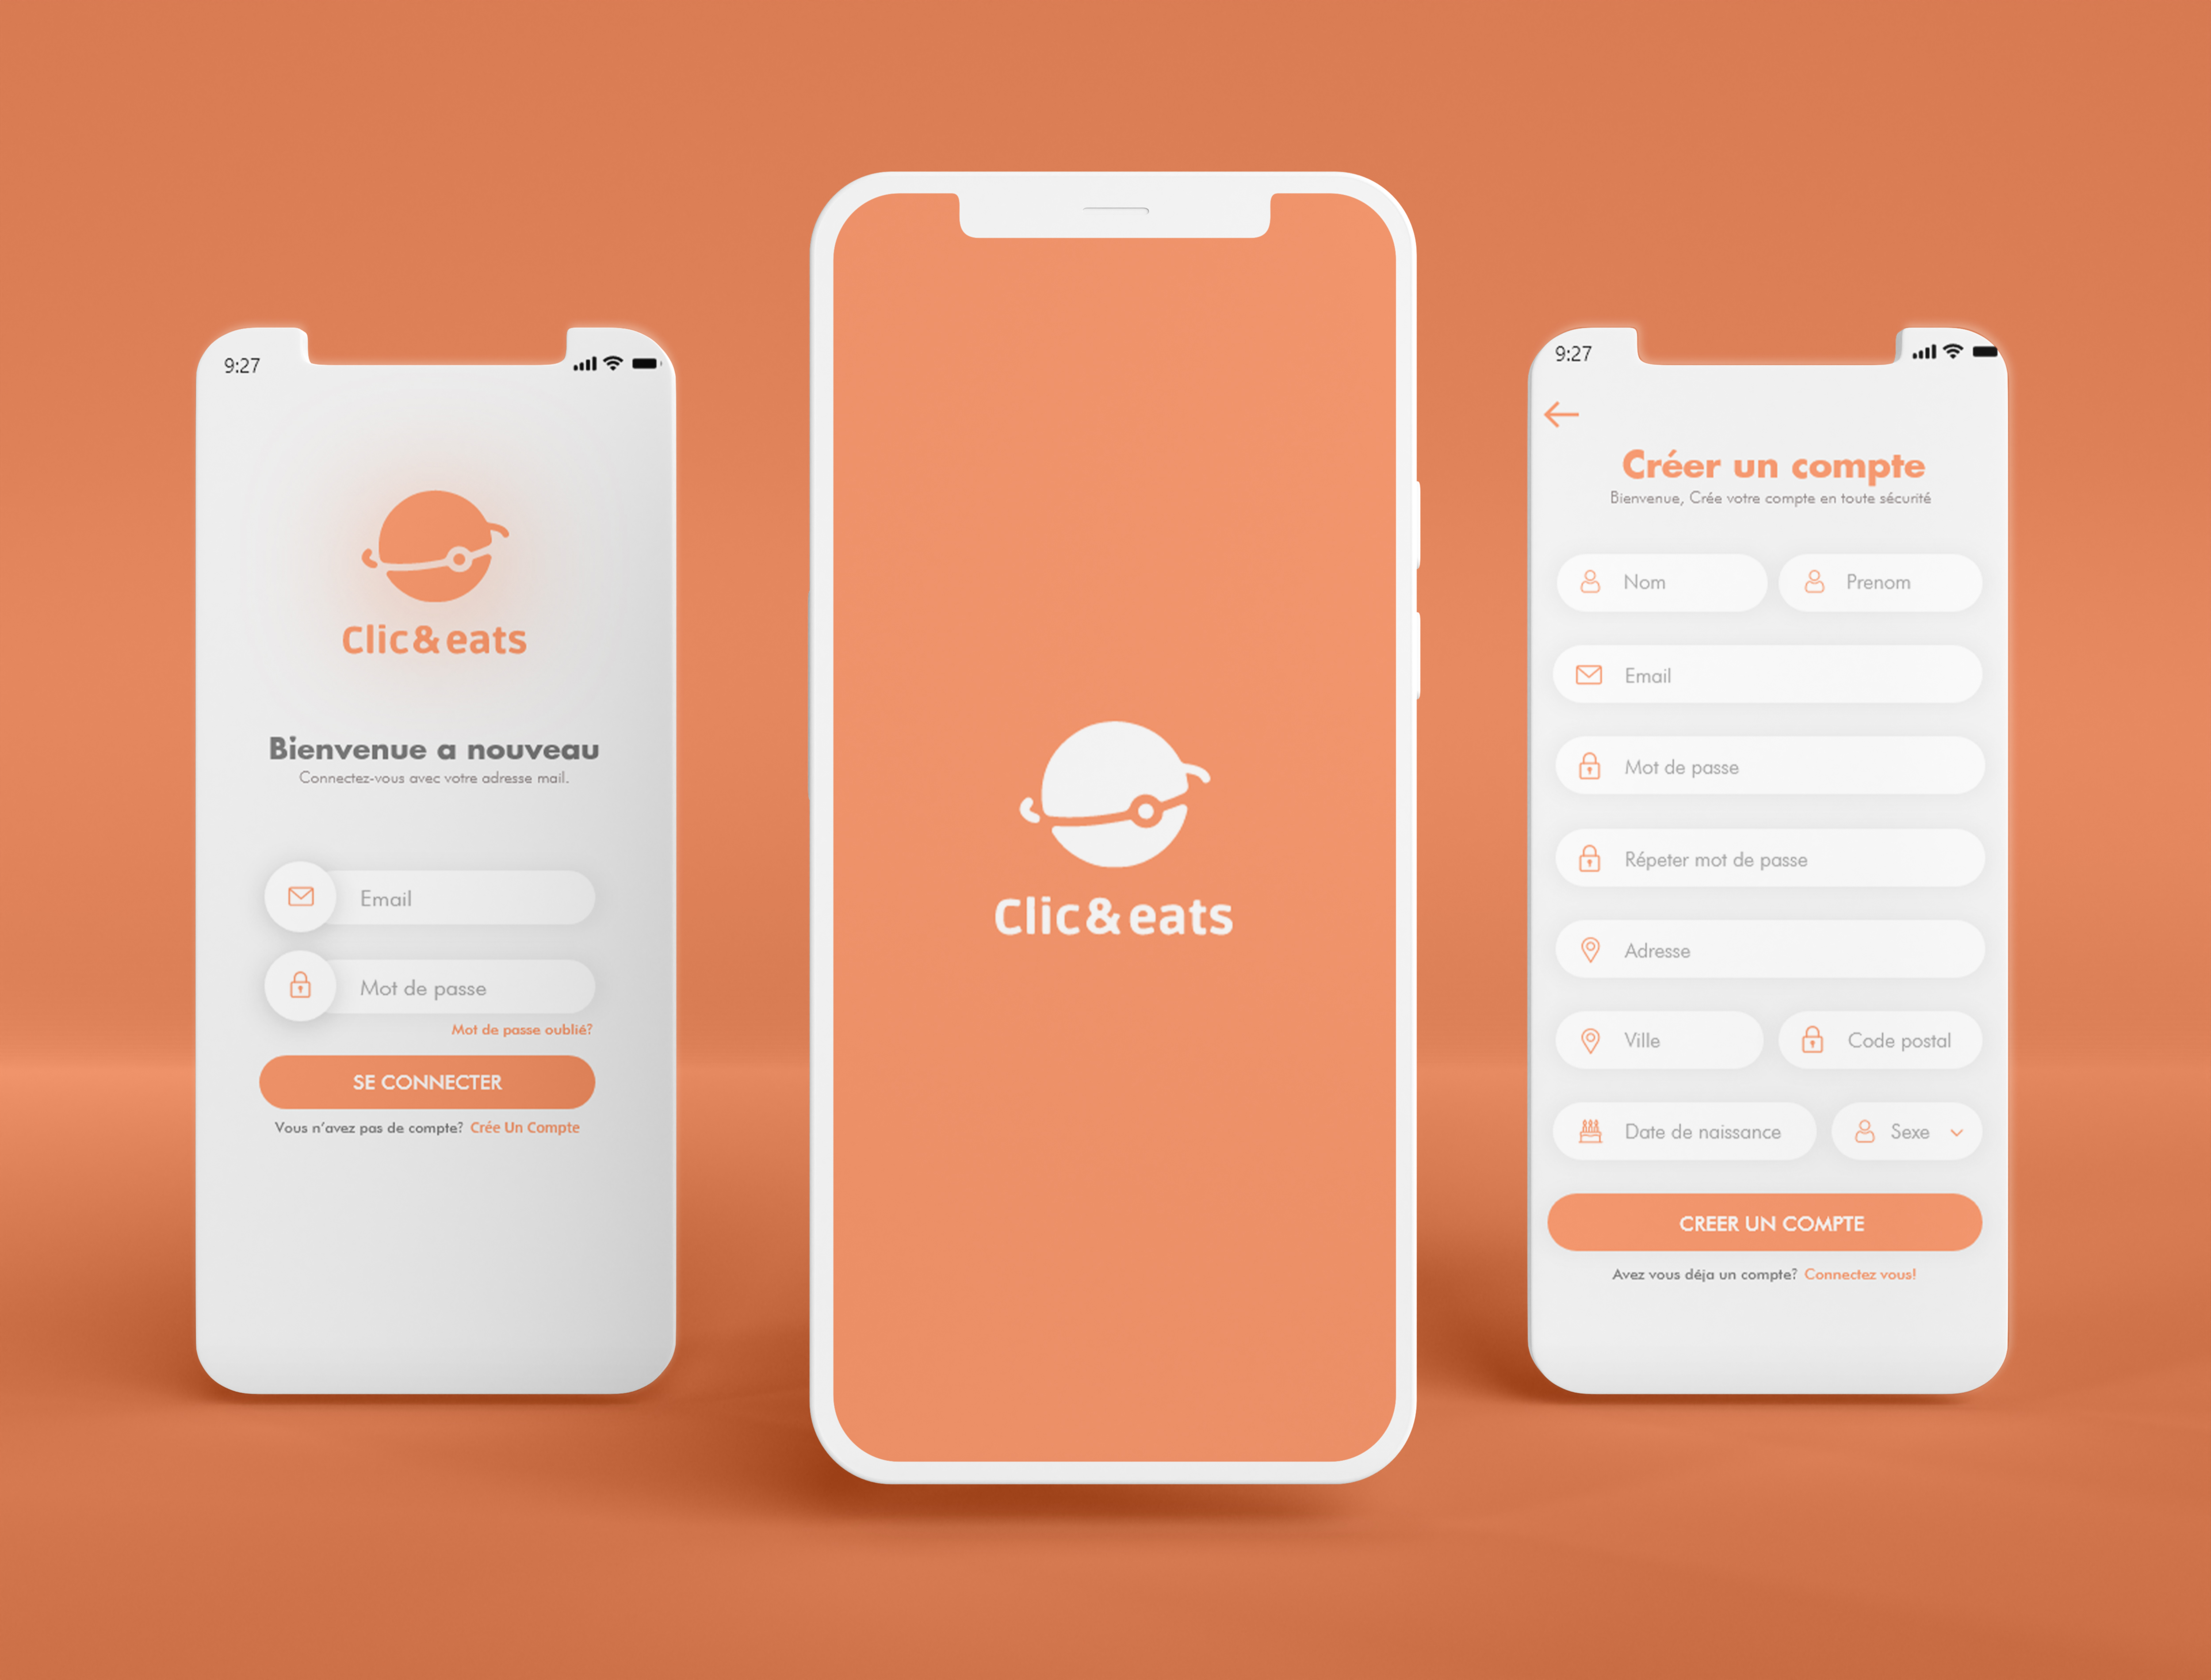 9:27
Clic & eats
Bienvenue a nouveau
Connectez-vous avec votre adresse mail.
Email
Mot de passe
Mot de passe oublié?
SE CONNECTER
Vous n'avez pas de compte? Crée Un Compte
Clic & eats
9:27
Créer un compte
Bienvenue, Crée votre compte en toute sécurité
Nom
Prenom
Email
Mot de passe
Répeter mot de passe
Adresse
Ville
Code postal
Date de naissance
Sexe
CREER UN COMPTE
Avez vous déja un compte? Connectez vous!